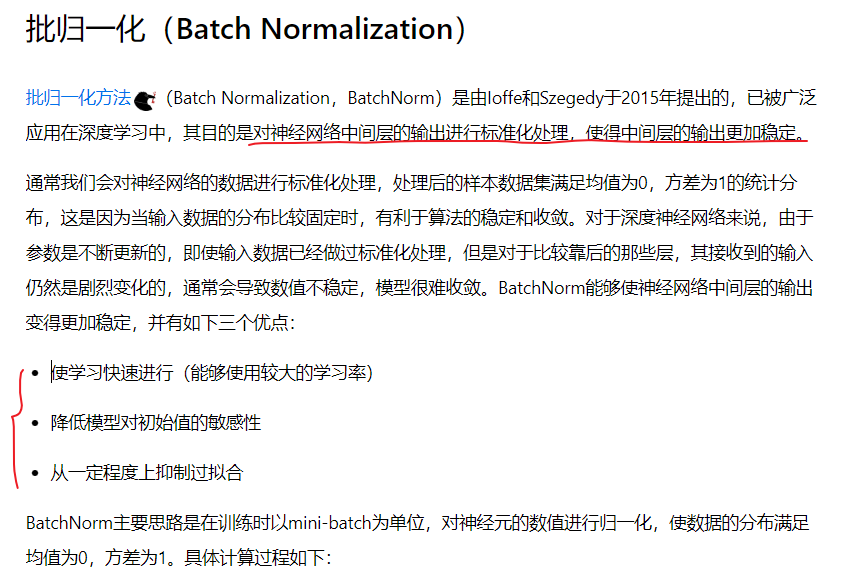 批归一化（Batch Normalization）
批归一化方法（Batch Normalization，BatchNorm）是由Ioffe和Szegedy于2015年提出的，已被广泛
应用在深度学习中，其目的是对神经网络中间层的输出进行标准化处理，使得中间层的输出更加稳定。
通常我们会对神经网络的数据进行标准化处理，处理后的样本数据集满足均值为0，方差为1的统计分
布，这是因为当输入数据的分布比较固定时，有利于算法的稳定和收敛。对于深度神经网络来说，由于
参数是不断更新的，即使输入数据已经做过标准化处理，但是对于比较靠后的那些层，其接收到的输入
仍然是剧烈变化的，通常会导致数值不稳定，模型很难收敛。BatchNorm能够使神经网络中间层的输出
变得更加稳定，并有如下三个优点：
• 使学习快速进行（能够使用较大的学习率）
• 降低模型对初始值的敏感性
• 从一定程度上抑制过拟合
BatchNorm主要思路是在训练时以mini-batch为单位，对神经元的数值进行归一化，使数据的分布满足
均值为0，方差为1。具体计算过程如下：